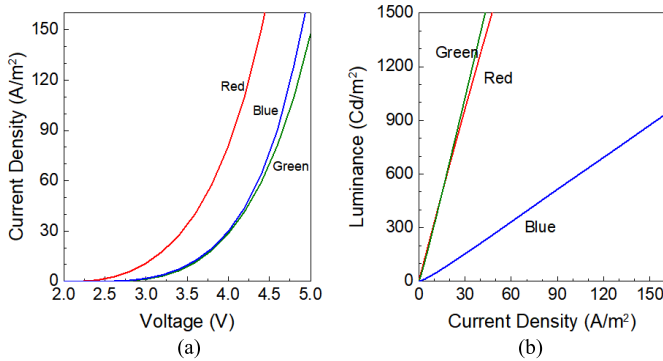 (a)
Current Density (A/m²)
150
120
90
60
30
0
Red
Blue
Green
2.0 2.5 3.0 3.5 4.0 4.5 5.0
Voltage (V)
(a)
(b)
Luminance (Cd/m²)
1500
1200
900
600
300
0
Green
Red
Blue
0 30 60 90 120 150
Current Density (A/m²)
(b)